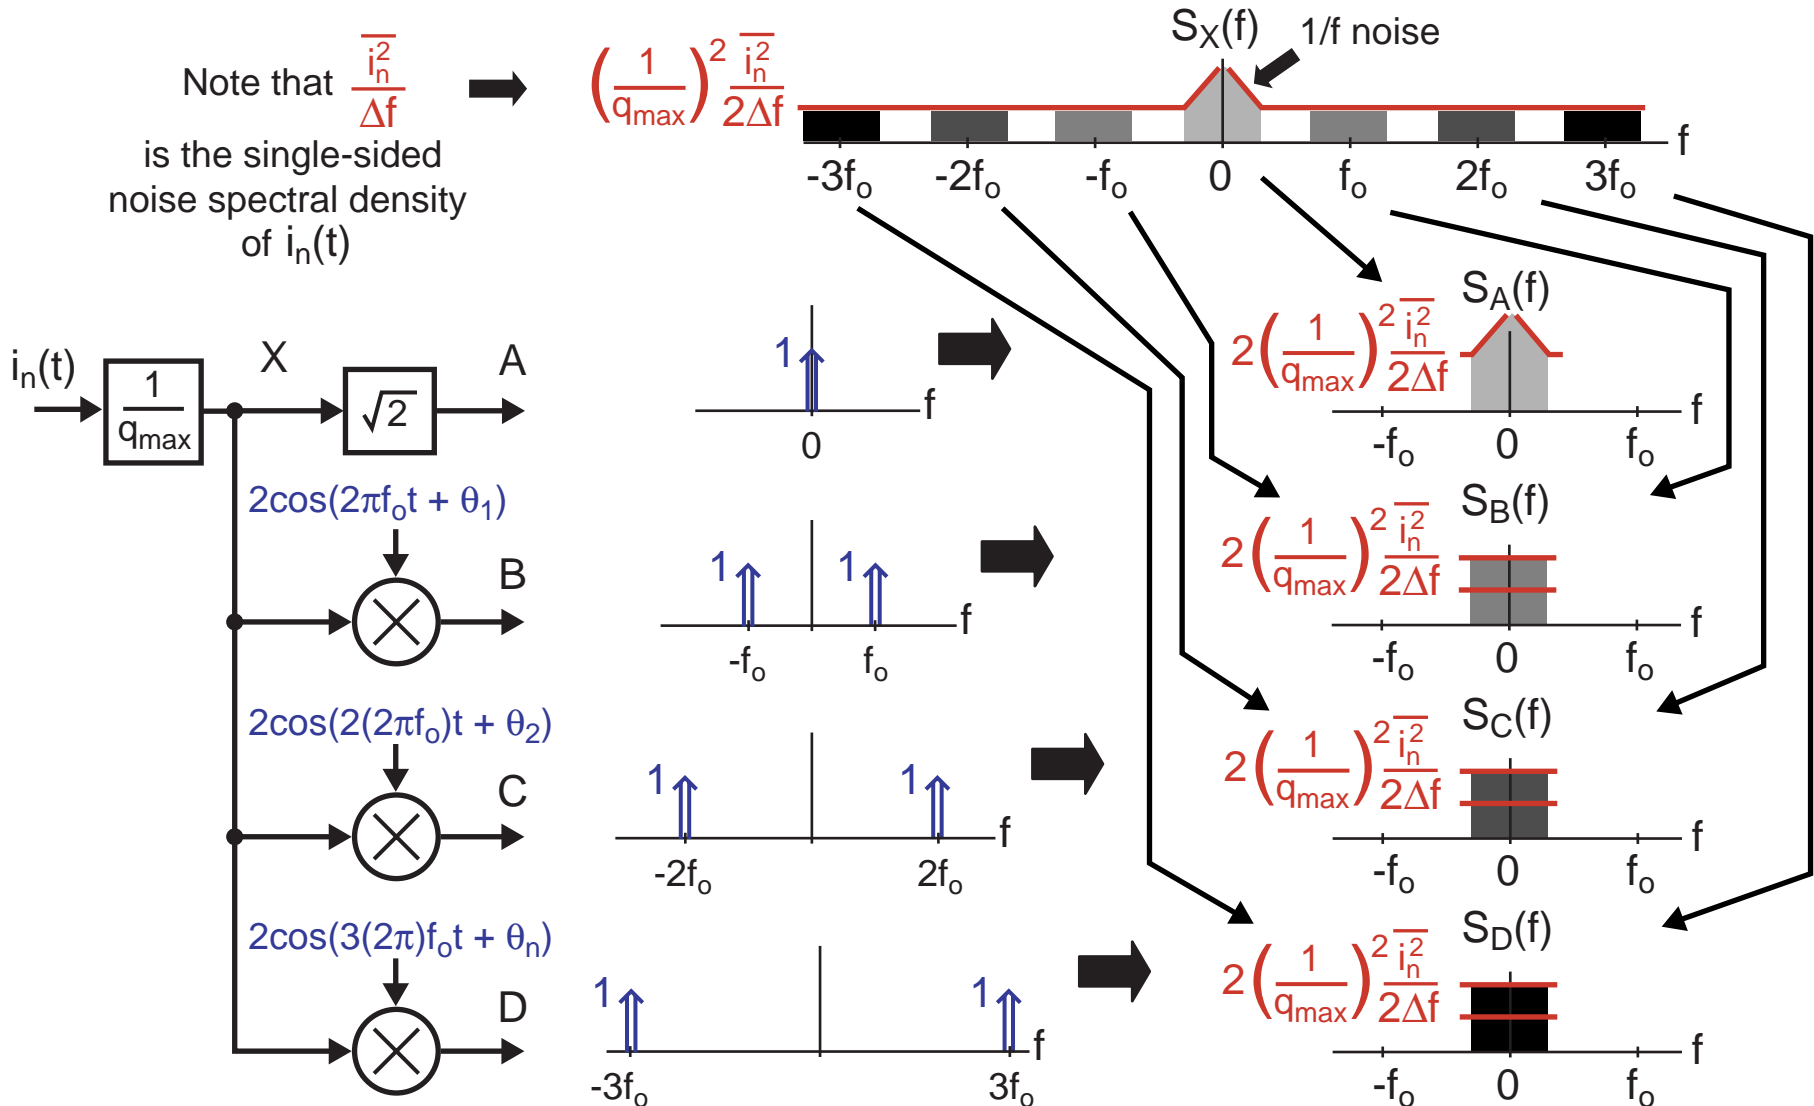 Note that i_n^2 / Δf
is the single-sided
noise spectral density
of i_n(t)
(1/q_max)^2 i_n^2 / 2Δf
S_X(f)
1/f noise
f
-3f_o -2f_o -f_o 0 f_o 2f_o 3f_o
i_n(t)
1/q_max
X
√2
A
1
f
0
2(1/q_max)^2 i_n^2 / 2Δf
S_A(f)
f
-f_o 0 f_o
2cos(2πf_ot + θ_1)
B
1 1
f
-f_o f_o
2(1/q_max)^2 i_n^2 / 2Δf
S_B(f)
f
-f_o 0 f_o
2cos(2(2πf_o)t + θ_2)
C
1 1
f
-2f_o 2f_o
2(1/q_max)^2 i_n^2 / 2Δf
S_C(f)
f
-f_o 0 f_o
2cos(3(2π)f_ot + θ_n)
D
1 1
f
-3f_o 3f_o
2(1/q_max)^2 i_n^2 / 2Δf
S_D(f)
f
-f_o 0 f_o